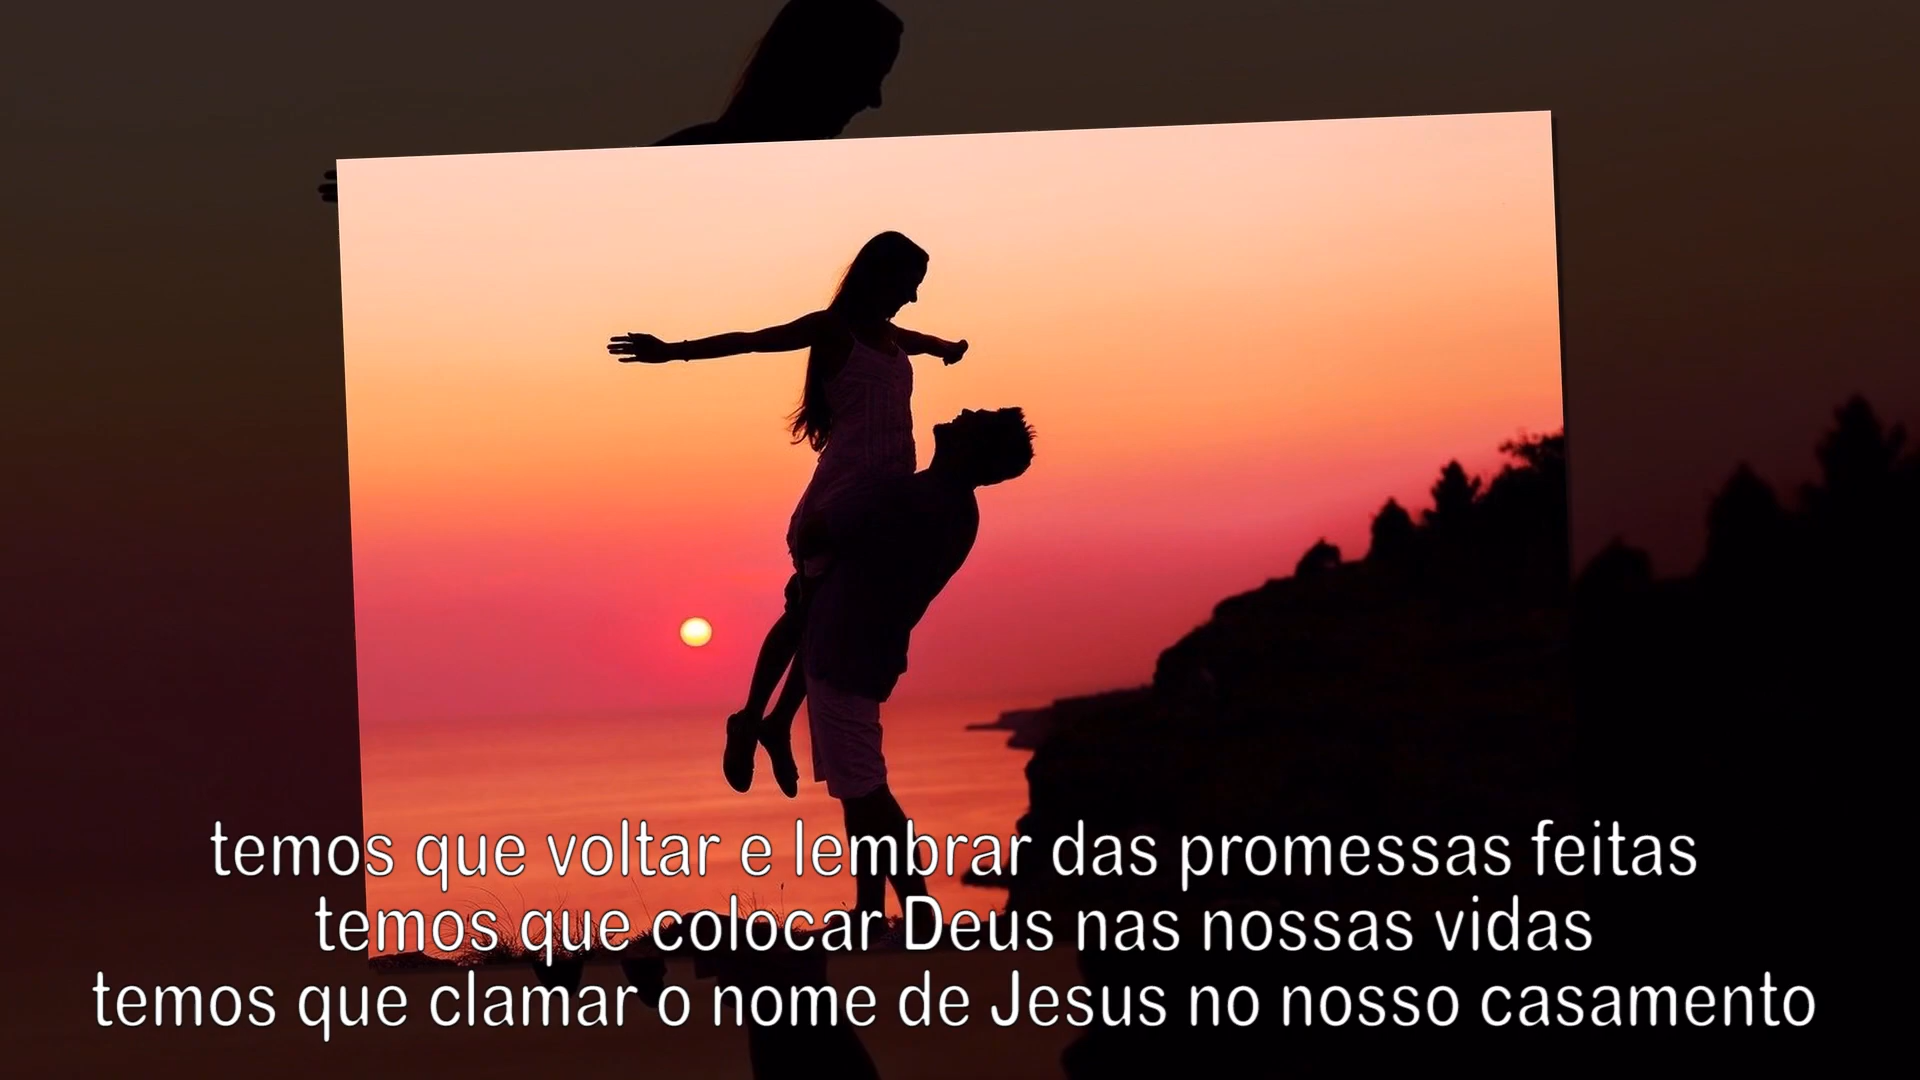 temos que voltar e lembrar das promessas feitas
temos que colocar Deus nas nossas vidas
temos que clamar o nome de Jesus no nosso casamento